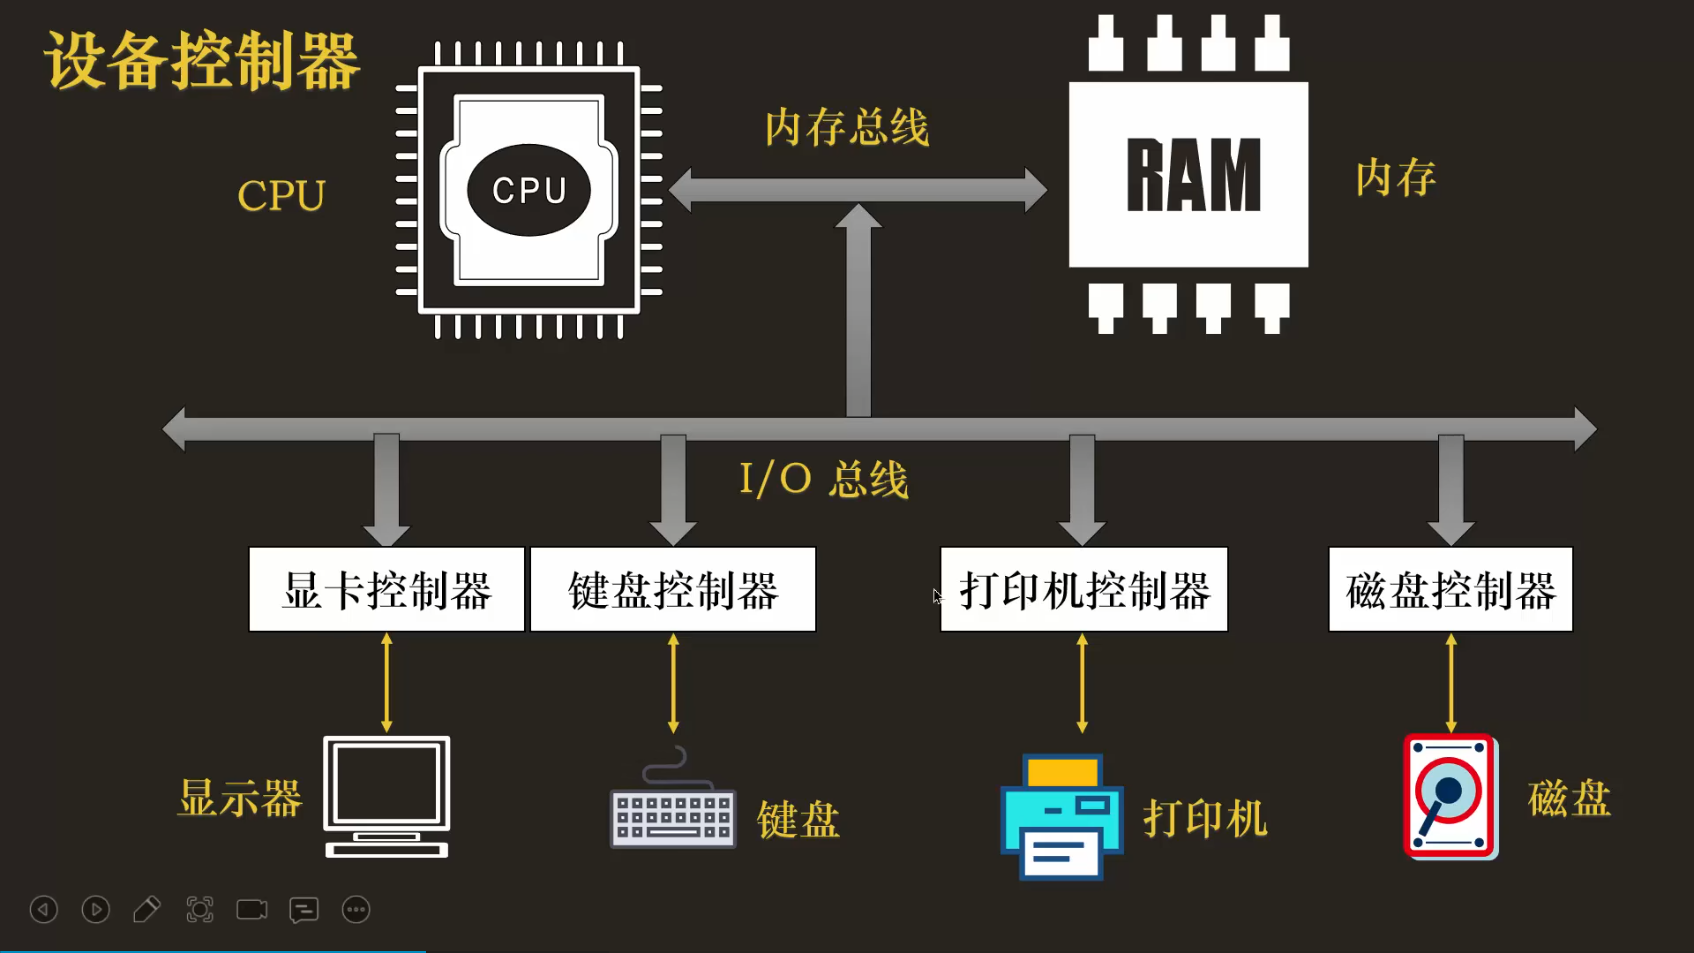 设备控制器
CPU
CPU
内存总线
RAM
内存
I/O 总线
显卡控制器
键盘控制器
打印机控制器
磁盘控制器
显示器
键盘
打印机
磁盘